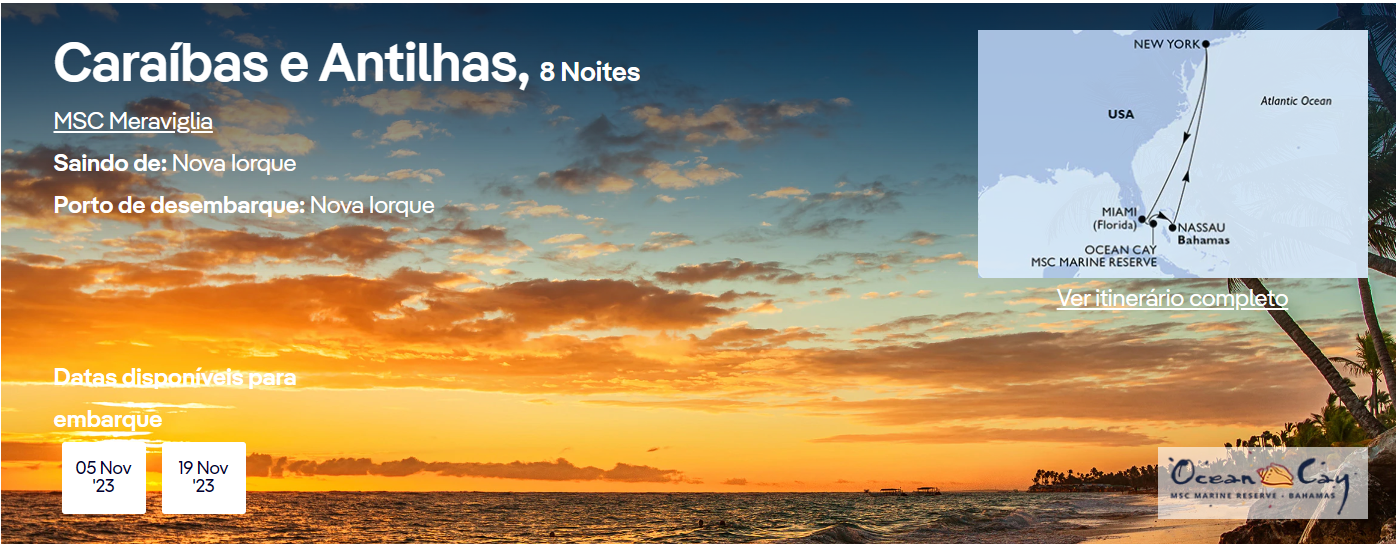 Caraíbas e Antilhas, 8 Noites
MSC Meraviglia
Saindo de: Nova Iorque
Porto de desembarque: Nova Iorque
NEW YORK
Atlantic Ocean
USA
MIAMI
(Florida)
NASSAU
Bahamas
OCEAN CAY
MSC MARINE RESERVE
Ver itinerário completo
Datas disponíveis para
embarque
05 Nov
'23
19 Nov
'23
Ocean Cay
MSC MARINE RESERVE • BAHAMAS